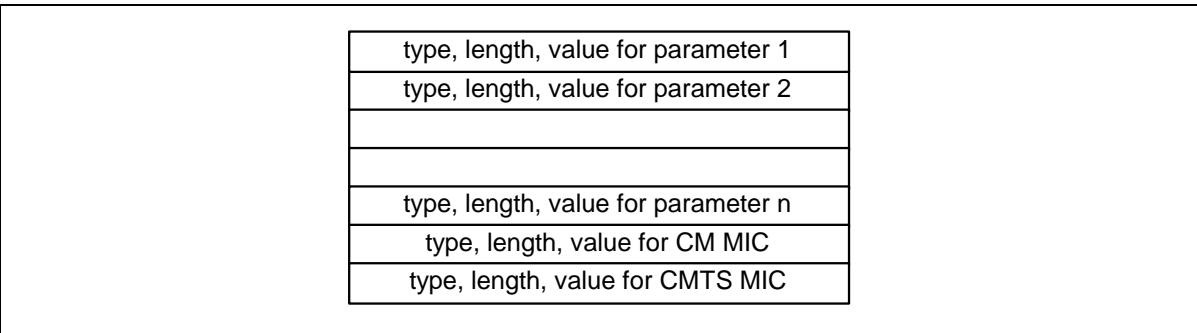 type, length, value for parameter 1
type, length, value for parameter 2
type, length, value for parameter n
type, length, value for CM MIC
type, length, value for CMTS MIC